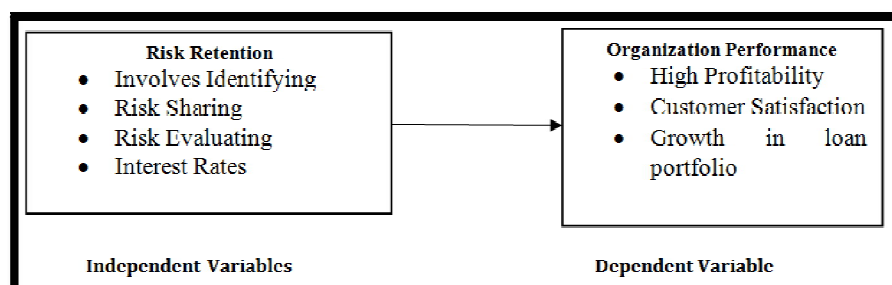 Risk Retention
● Involves Identifying
● Risk Sharing
● Risk Evaluating
● Interest Rates
Organization Performance
● High Profitability
● Customer Satisfaction
● Growth in loan
portfolio
Independent Variables
Dependent Variable